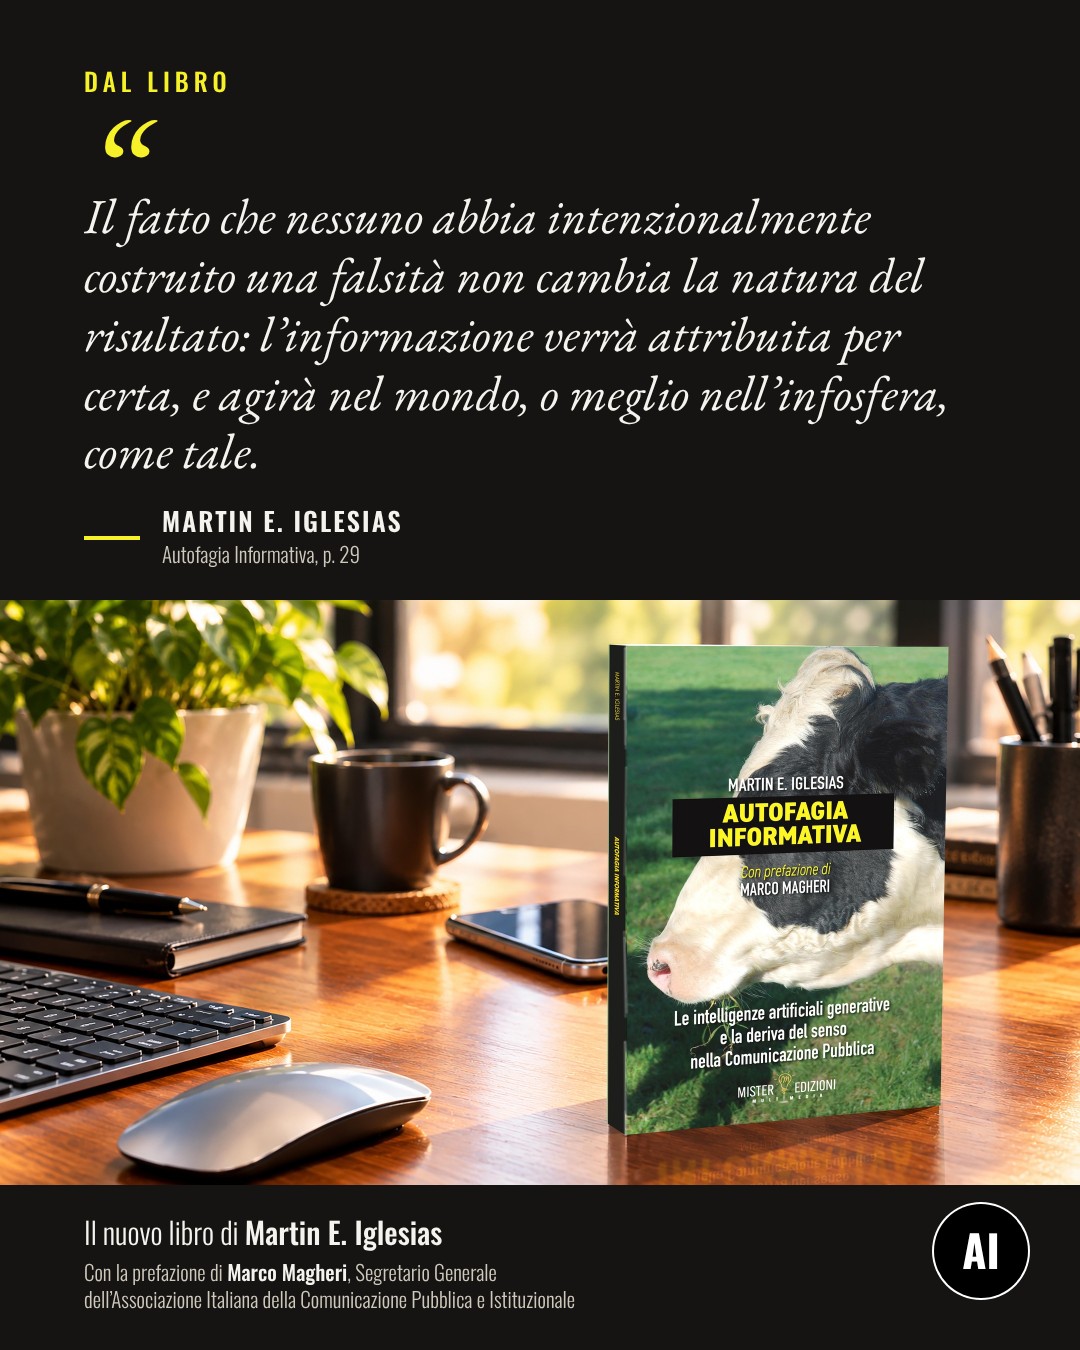 DAL LIBRO
“
Il fatto che nessuno abbia intenzionalmente
costruito una falsità non cambia la natura del
risultato: l’informazione verrà attribuita per
certa, e agirà nel mondo, o meglio nell’infosfera,
come tale.
MARTIN E. IGLESIAS
Autofagia Informativa, p. 29
MARTIN E. IGLESIAS
AUTOFAGIA INFORMATIVA
MARTIN E. IGLESIAS
AUTOFAGIA
INFORMATIVA
Con prefazione di
MARCO MAGHERI
Le intelligenze artificiali generative
e la deriva del senso
nella Comunicazione Pubblica
MISTER EDIZIONI
MULTIMEDIA
Il nuovo libro di Martin E. Iglesias
Con la prefazione di Marco Magheri, Segretario Generale
dell’Associazione Italiana della Comunicazione Pubblica e Istituzionale
AI